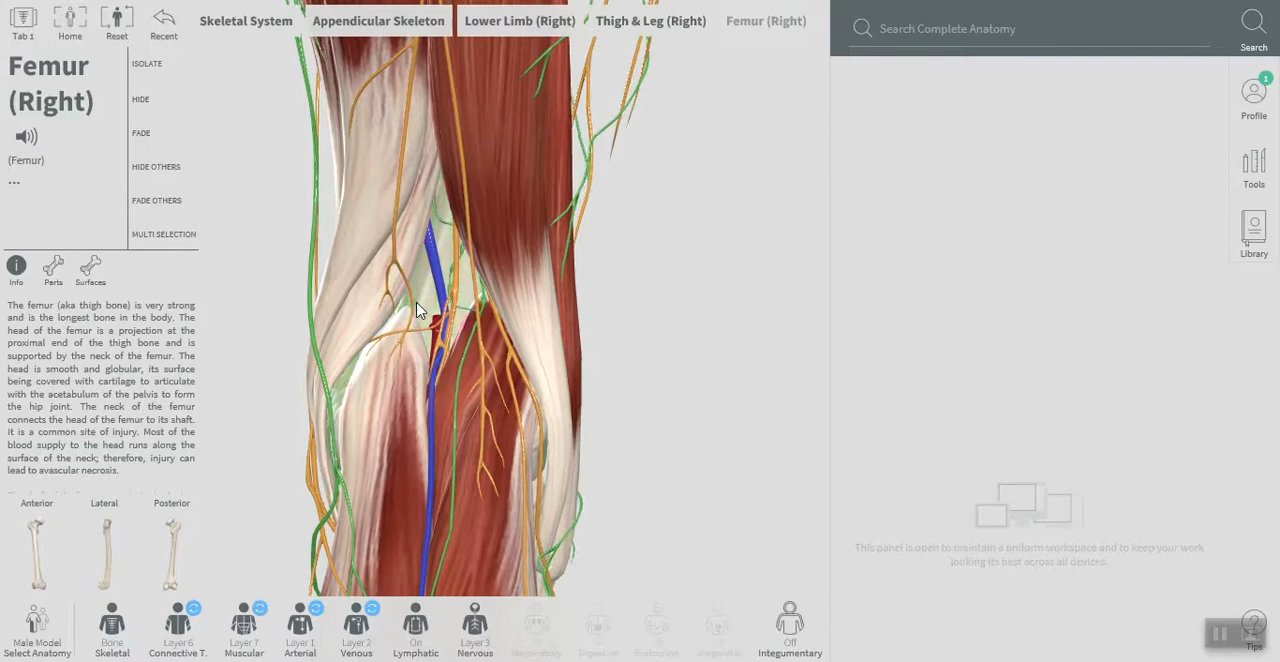 Tab 1
Home
Reset
Recent
Skeletal System
Appendicular Skeleton
Lower Limb (Right)
Thigh & Leg (Right)
Femur (Right)
Search Complete Anatomy
Search
Femur
(Right)
(Femur)
...
ISOLATE
HIDE
FADE
HIDE OTHERS
FADE OTHERS
MULTI SELECTION
1
Profile
Tools
Library
Info
Parts
Surfaces
The femur (aka thigh bone) is very strong
and is the longest bone in the body. The
head of the femur is a projection at the
proximal end of the thigh bone and is
supported by the neck of the femur. The
head is smooth and globular, its surface
being covered with cartilage to articulate
with the acetabulum of the pelvis to form
the hip joint. The neck of the femur
connects the head of the femur to its shaft.
It is a common site of injury. Most of the
blood supply to the head runs along the
surface of the neck; therefore, injury can
lead to avascular necrosis.
Anterior
Lateral
Posterior
This panel is open to maintain a uniform workspace and to keep your work
looking its best across all devices.
Male Model
Select Anatomy
Bone
Skeletal
Layer 6
Connective T.
Layer 7
Muscular
Layer 1
Arterial
Layer 2
Venous
On
Lymphatic
Layer 3
Nervous
Respiratory
Digestive
Endocrine
Urogenital
Off
Integumentary
Tips